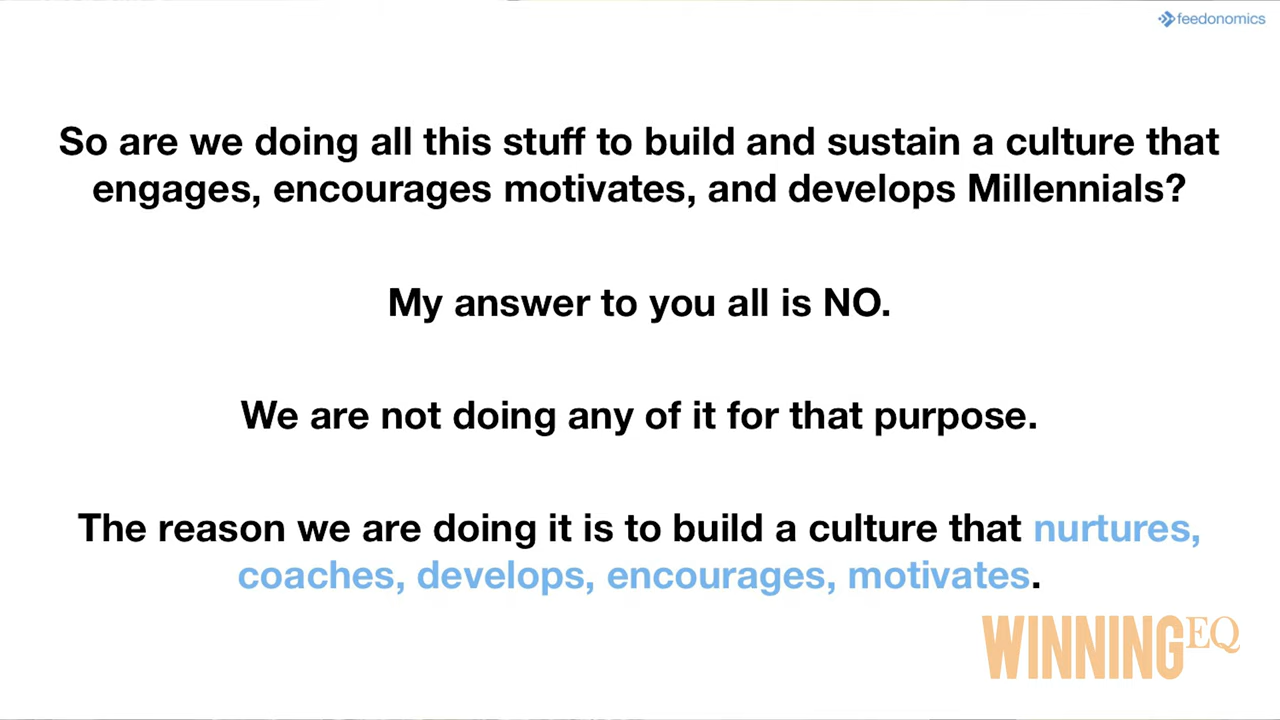 feedonomics
So are we doing all this stuff to build and sustain a culture that
engages, encourages motivates, and develops Millennials?
My answer to you all is NO.
We are not doing any of it for that purpose.
The reason we are doing it is to build a culture that nurtures,
coaches, develops, encourages, motivates.
WINNINGEQ